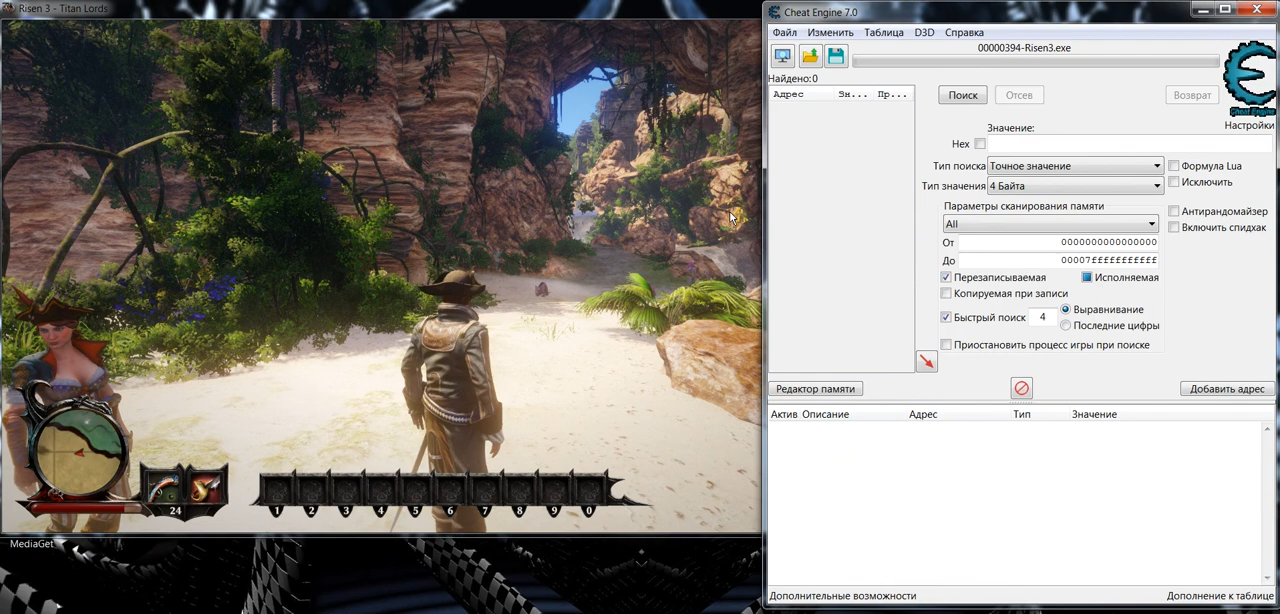 Risen 3 - Titan Lords
24
1 2 3 4 5 6 7 8 9 0
MediaGet
Cheat Engine 7.0
Файл Изменить Таблица D3D Справка
00000394-Risen3.exe
Найдено:0
Адрес Зн... Пр...
Поиск Отсев Возврат
Cheat Engine
Настройки
Значение:
Hex
Тип поиска Точное значение Формула Lua
Тип значения 4 Байта Исключить
Параметры сканирования памяти
All Антирандомайзер
Включить спидхак
От 0000000000000000
До 00007fffffffffff
Перезаписываемая Исполняемая
Копируемая при записи
Быстрый поиск 4 Выравнивание
Последние цифры
Приостановить процесс игры при поиске
Редактор памяти Добавить адрес
Актив Описание Адрес Тип Значение
Дополнительные возможности Дополнение к таблице